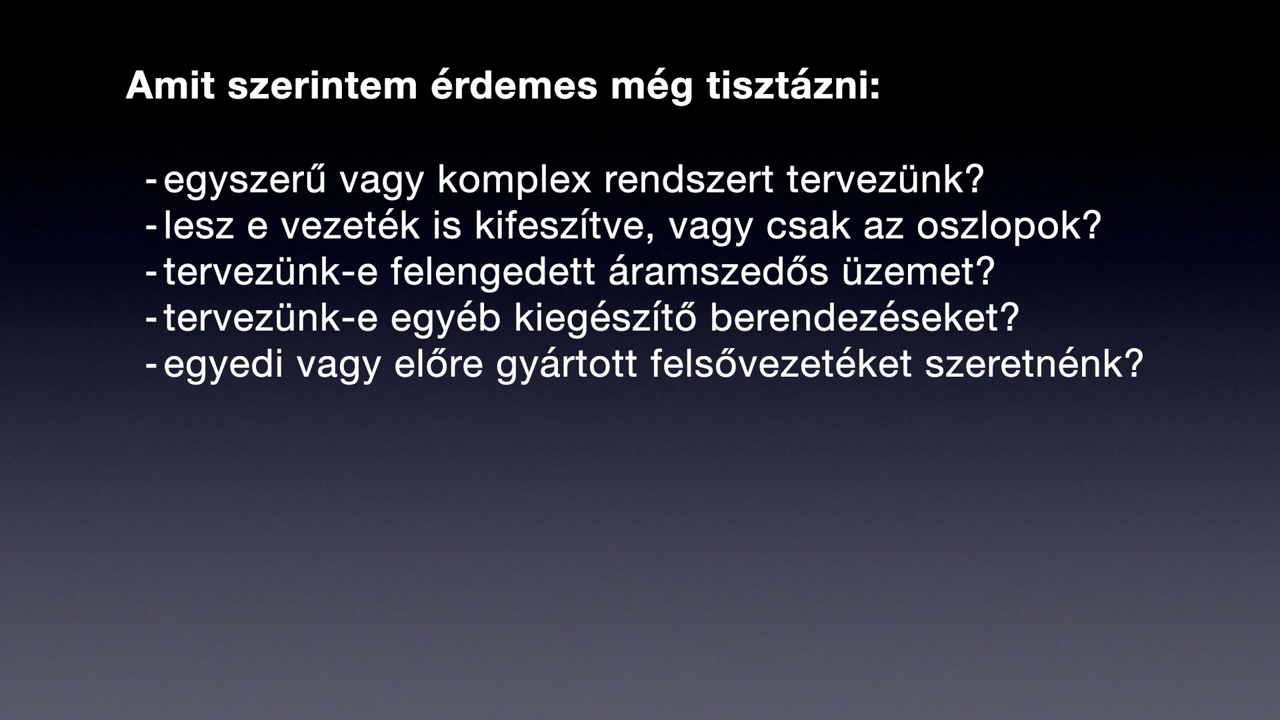 Amit szerintem érdemes még tisztázni:
-egyszerű vagy komplex rendszert tervezünk?
-lesz e vezeték is kifeszítve, vagy csak az oszlopok?
-tervezünk-e felengedett áramszedős üzemet?
-tervezünk-e egyéb kiegészítő berendezéseket?
-egyedi vagy előre gyártott felsővezetéket szeretnénk?